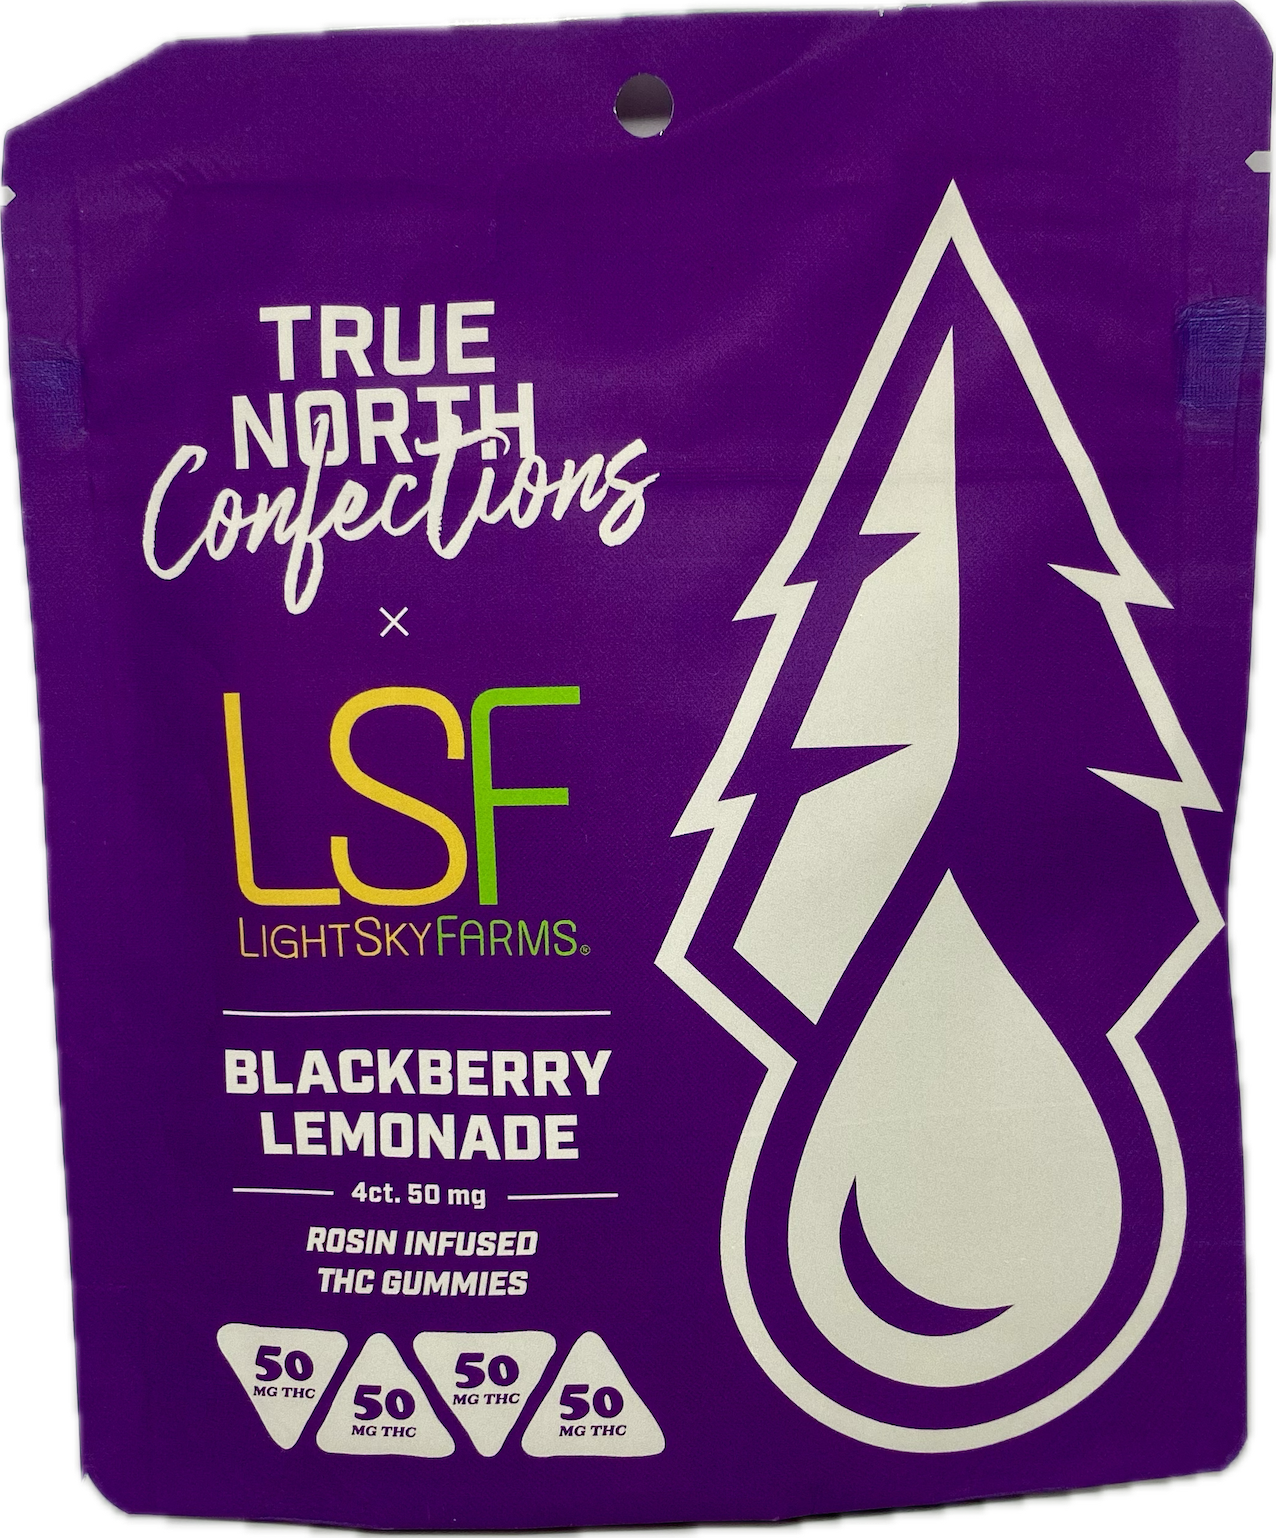 TRUE
NORTH
Confections
×
LSF
LIGHTSKYFARMS®
BLACKBERRY
LEMONADE
4ct. 50 mg
ROSIN INFUSED
THC GUMMIES
50
MG THC
50
MG THC
50
MG THC
50
MG THC